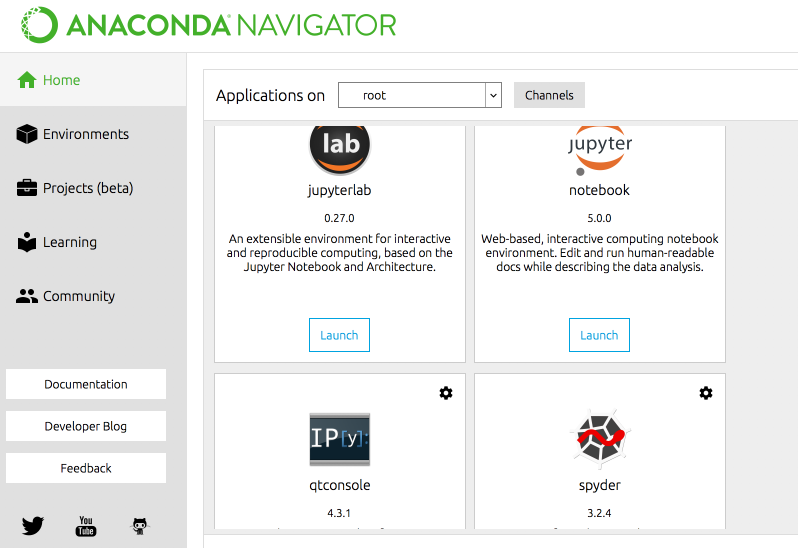 ANACONDA NAVIGATOR
Home
Environments
Projects (beta)
Learning
Community
Documentation
Developer Blog
Feedback
You
Tube
Applications on
root
Channels
lab
jupyterlab
0.27.0
An extensible environment for interactive
and reproducible computing, based on the
Jupyter Notebook and Architecture.
Launch
jupyter
notebook
5.0.0
Web-based, interactive computing notebook
environment. Edit and run human-readable
docs while describing the data analysis.
Launch
IP[y]:
qtconsole
4.3.1
spyder
3.2.4